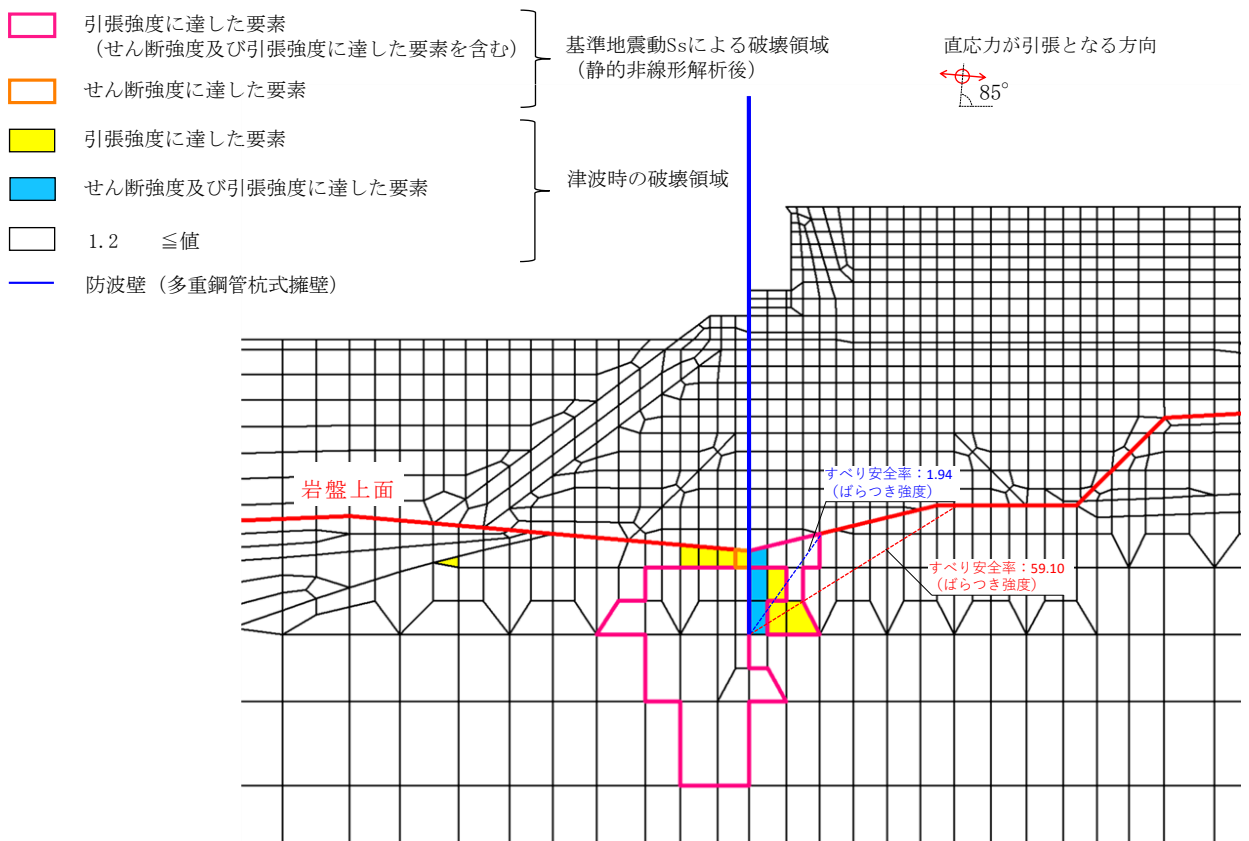 引張強度に達した要素
（せん断強度及び引張強度に達した要素を含む）
せん断強度に達した要素
基準地震動Ssによる破壊領域
（静的非線形解析後）
引張強度に達した要素
せん断強度及び引張強度に達した要素
1.2 ≦値
津波時の破壊領域
防波壁（多重鋼管杭式擁壁）
直応力が引張となる方向
85°
岩盤上面
すべり安全率：1.94
（ばらつき強度）
すべり安全率：59.10
（ばらつき強度）